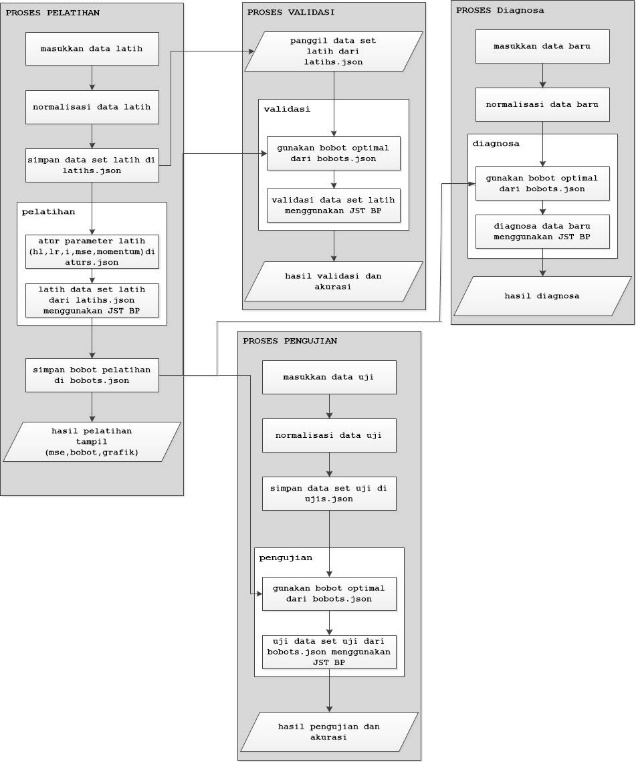 PROSES PELATIHAN
masukkan data latih
normalisasi data latih
simpan data set latih di
latihs.json
pelatihan
atur parameter latih
(hl,lr,i,mse,momentum)di
aturs.json
latih data set latih
dari latihs.json
menggunakan JST BP
simpan bobot pelatihan
di bobots.json
hasil pelatihan
tampil
(mse,bobot,grafik)
PROSES VALIDASI
panggil data set
latih dari
latihs.json
validasi
gunakan bobot optimal
dari bobots.json
validasi data set latih
menggunakan JST BP
hasil validasi dan
akurasi
PROSES Diagnosa
masukkan data baru
normalisasi data baru
diagnosa
gunakan bobot optimal
dari bobots.json
diagnosa data baru
menggunakan JST BP
hasil diagnosa
PROSES PENGUJIAN
masukkan data uji
normalisasi data uji
simpan data set uji di
ujis.json
pengujian
gunakan bobot optimal
dari bobots.json
uji data set uji dari
bobots.json menggunakan
JST BP
hasil pengujian dan
akurasi